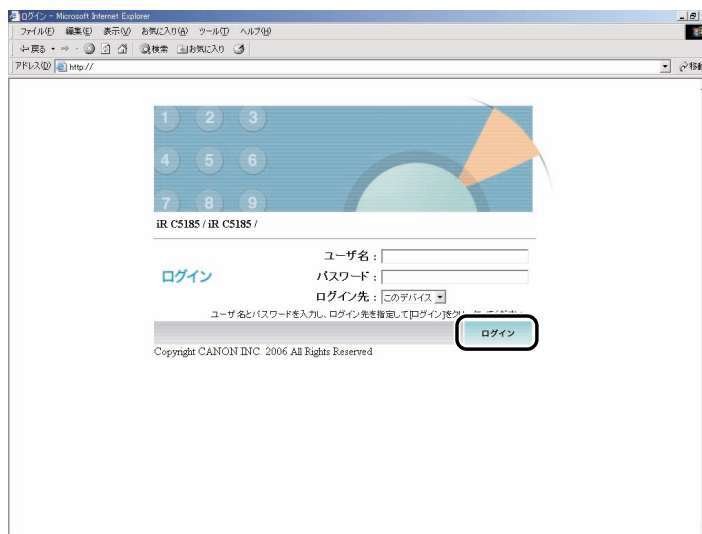 ログイン - Microsoft Internet Explorer
ファイル(F) 編集(E) 表示(V) お気に入り(A) ツール(T) ヘルプ(H)
戻る 検索 お気に入り
アドレス(D) http:// 移動
1 2 3
4 5 6
7 8 9
iR C5185 / iR C5185 /
ログイン
ユーザ名 :
パスワード :
ログイン先 : このデバイス
ユーザ名とパスワードを入力し、ログイン先を指定して[ログイン]を
ログイン
Copyright CANON INC. 2006 All Rights Reserved